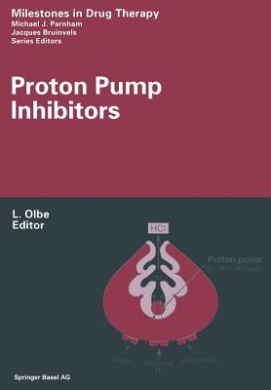 Milestones in Drug Therapy
Michael J. Parnham
Jacques Bruinvels
Series Editors
Proton Pump
Inhibitors
L. Olbe
Editor
HCl
Proton pump
Springer Basel AG